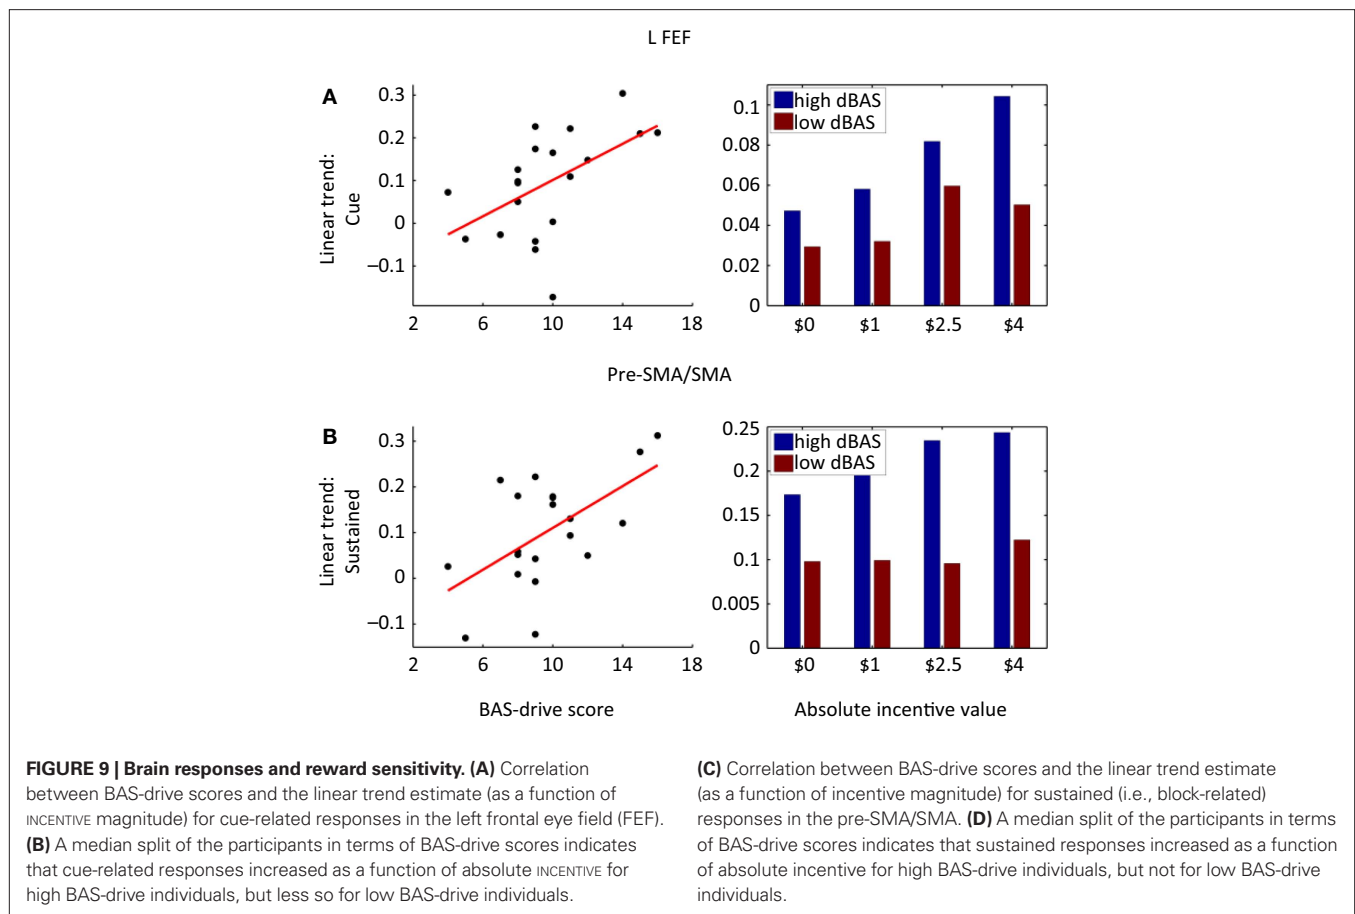 L FEF
A
Linear trend:
Cue
0.3
0.2
0.1
0
–0.1
2 6 10 14 18
high dBAS
low dBAS
0.1
0.08
0.06
0.04
0.02
0
$0 $1 $2.5 $4
Pre-SMA/SMA
B
Linear trend:
Sustained
0.3
0.2
0.1
0
–0.1
2 6 10 14 18
BAS-drive score
high dBAS
low dBAS
0.25
0.2
0.15
0.1
0.005
0
$0 $1 $2.5 $4
Absolute incentive value
FIGURE 9 | Brain responses and reward sensitivity. (A) Correlation
between BAS-drive scores and the linear trend estimate (as a function of
INCENTIVE magnitude) for cue-related responses in the left frontal eye field (FEF).
(B) A median split of the participants in terms of BAS-drive scores indicates
that cue-related responses increased as a function of absolute INCENTIVE for
high BAS-drive individuals, but less so for low BAS-drive individuals.
(C) Correlation between BAS-drive scores and the linear trend estimate
(as a function of incentive magnitude) for sustained (i.e., block-related)
responses in the pre-SMA/SMA. (D) A median split of the participants in terms
of BAS-drive scores indicates that sustained responses increased as a function
of absolute incentive for high BAS-drive individuals, but not for low BAS-drive
individuals.